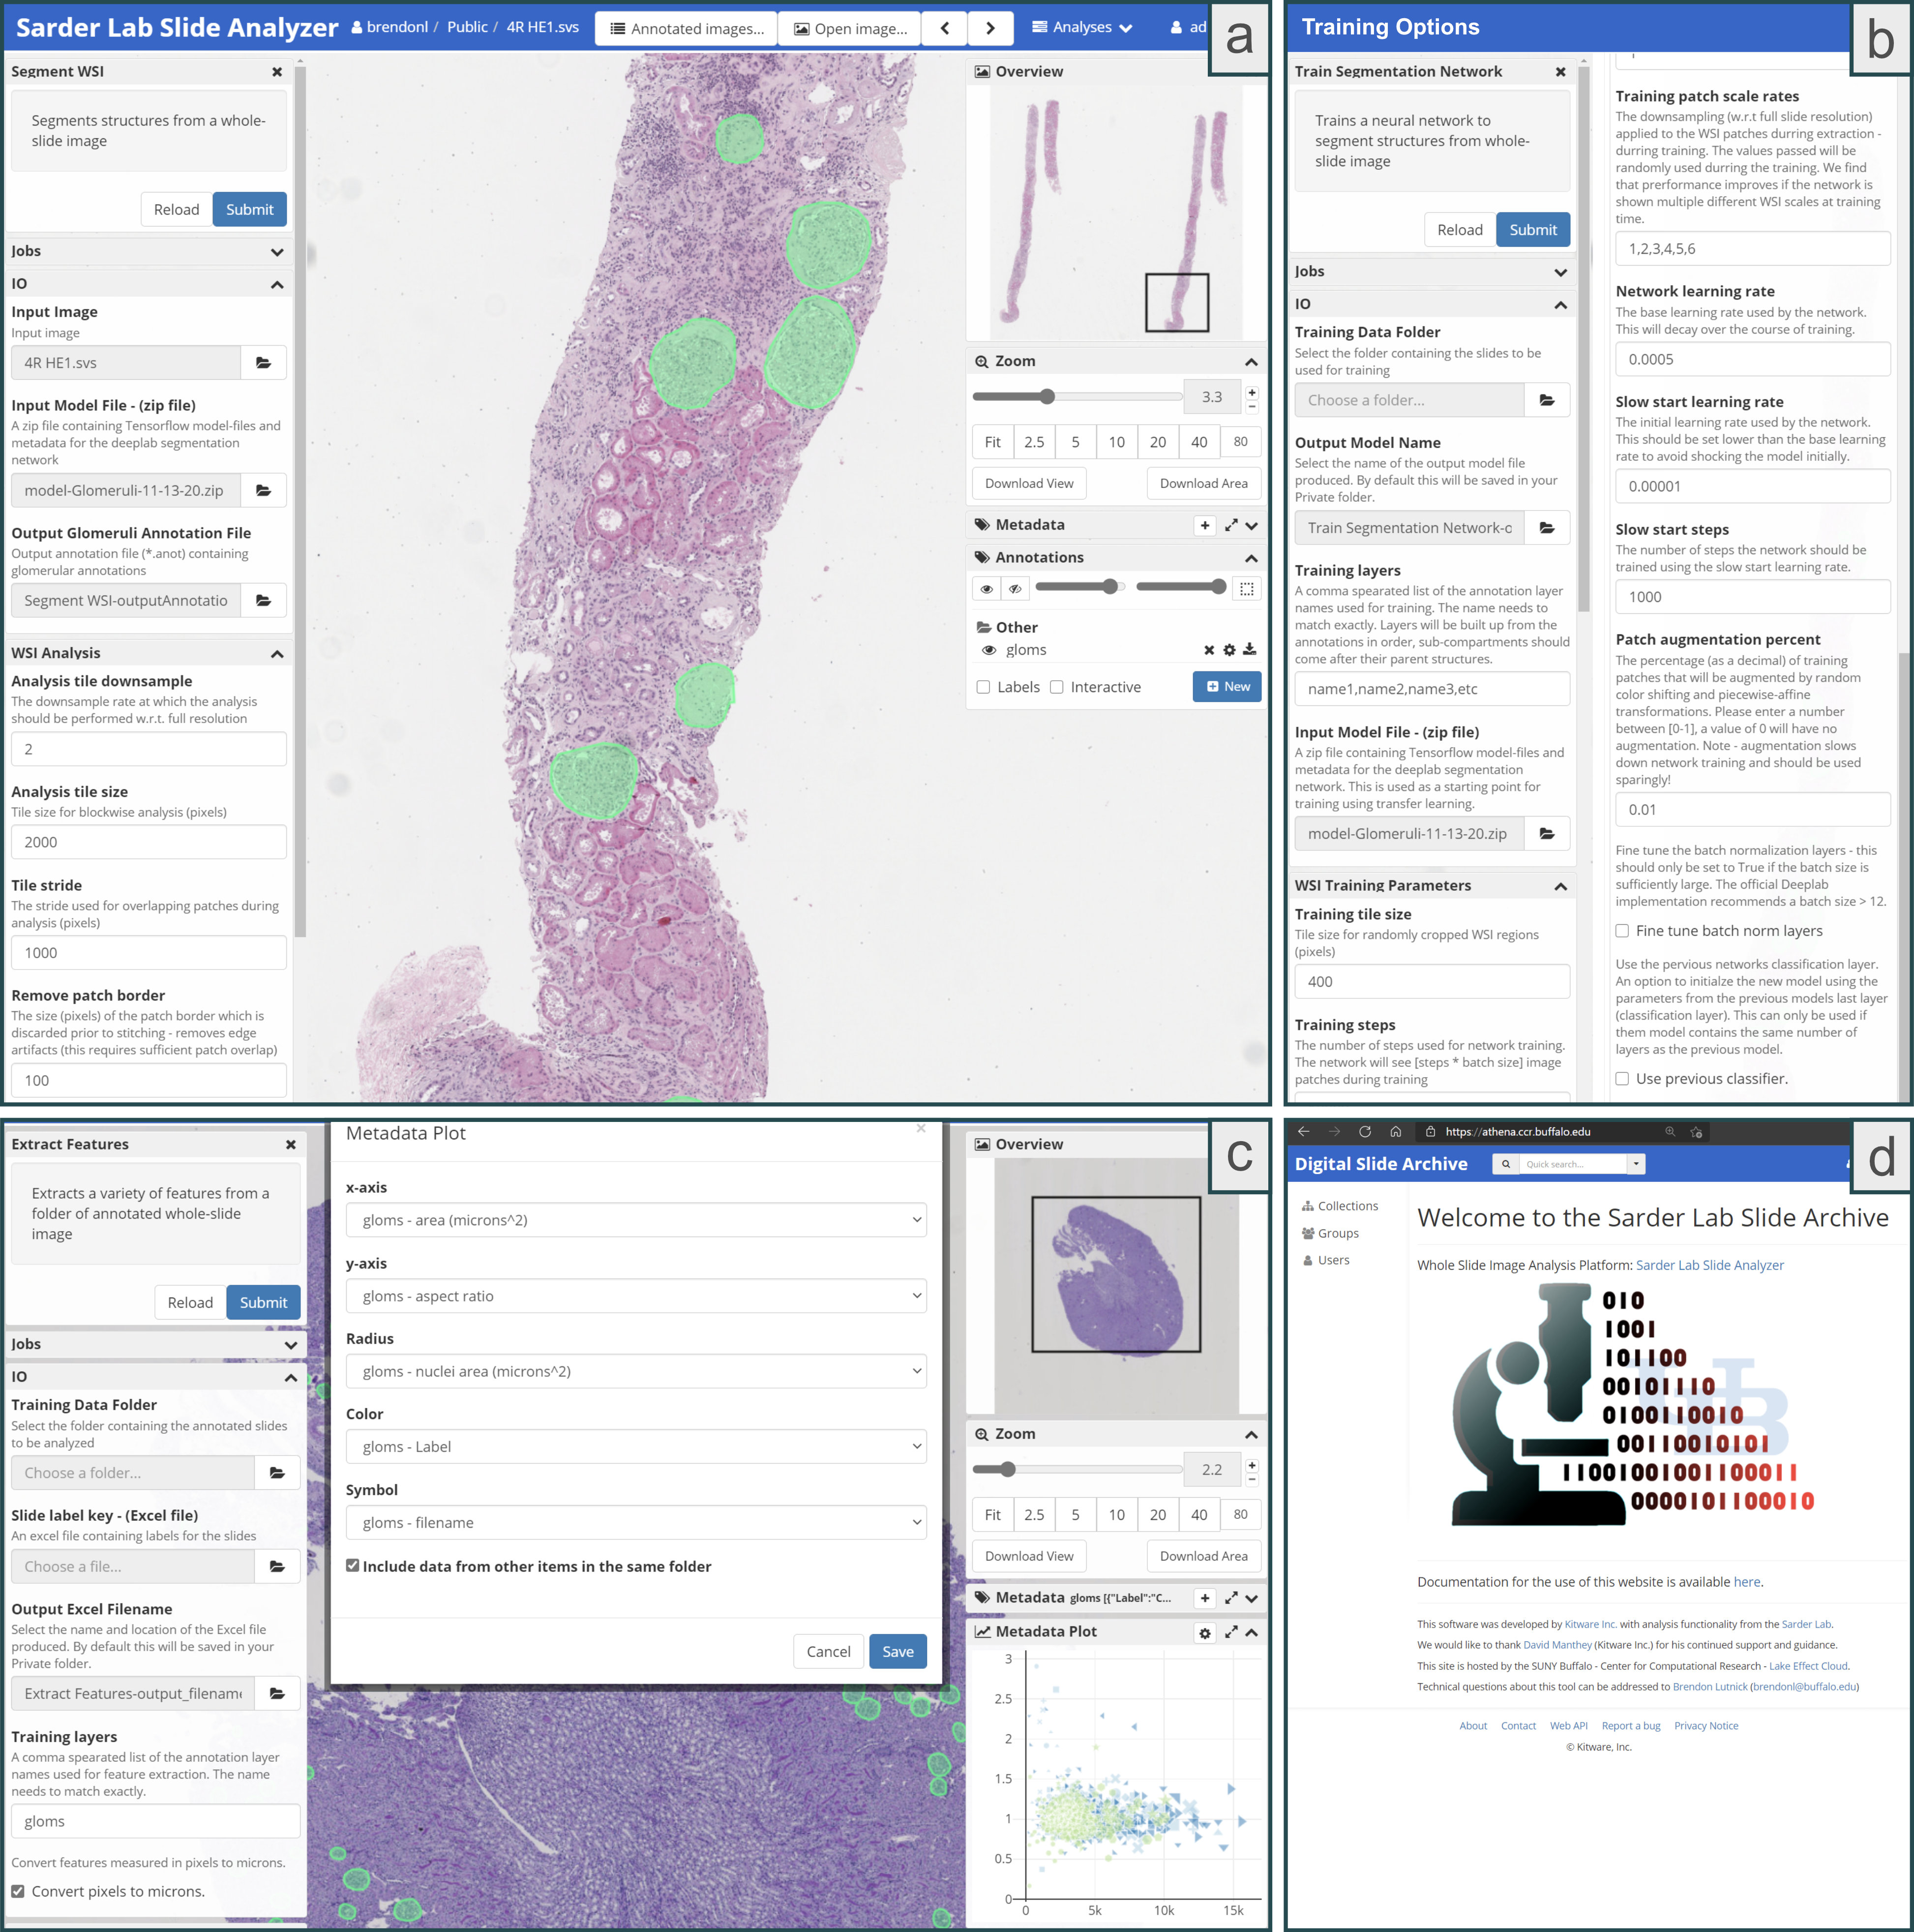 Sarder Lab Slide Analyzer brendonl / Public / 4R HE1.svs Annotated images... Open image... Analyses ad
a
Segment WSI
Segments structures from a whole-
slide image
Reload Submit
Jobs
IO
Input Image
Input image
4R HE1.svs
Input Model File - (zip file)
A zip file containing Tensorflow model-files and
metadata for the deeplab segmentation
network
model-Glomeruli-11-13-20.zip
Output Glomeruli Annotation File
Output annotation file (*.anot) containing
glomerular annotations
Segment WSI-outputAnnotatio
WSI Analysis
Analysis tile downsample
The downsample rate at which the analysis
should be performed w.r.t. full resolution
2
Analysis tile size
Tile size for blockwise analysis (pixels)
2000
Tile stride
The stride used for overlapping patches during
analysis (pixels)
1000
Remove patch border
The size (pixels) of the patch border which is
discarded prior to stitching - removes edge
artifacts (this requires sufficient patch overlap)
100
Overview
Zoom
3.3
Fit 2.5 5 10 20 40 80
Download View Download Area
Metadata
Annotations
Other
gloms
Labels Interactive New
Training Options
b
Train Segmentation Network
Trains a neural network to
segment structures from whole-
slide image
Reload Submit
Jobs
IO
Training Data Folder
Select the folder containing the slides to be
used for training
Choose a folder...
Output Model Name
Select the name of the output model file
produced. By default this will be saved in your
Private folder.
Train Segmentation Network-o
Training layers
A comma spearated list of the annotation layer
names used for training. The name needs to
match exactly. Layers will be built up from the
annotations in order, sub-compartments should
come after their parent structures.
name1,name2,name3,etc
Input Model File - (zip file)
A zip file containing Tensorflow model-files and
metadata for the deeplab segmentation
network. This is used as a starting point for
training using transfer learning.
model-Glomeruli-11-13-20.zip
WSI Training Parameters
Training tile size
Tile size for randomly cropped WSI regions
(pixels)
400
Training steps
The number of steps used for network training.
The network will see [steps * batch size] image
patches during training
Training patch scale rates
The downsampling (w.r.t full slide resolution)
applied to the WSI patches durring extraction -
durring training. The values passed will be
randomly used durring the training. We find
that prerformance improves if the network is
shown multiple different WSI scales at training
time.
1,2,3,4,5,6
Network learning rate
The base learning rate used by the network.
This will decay over the course of training.
0.0005
Slow start learning rate
The initial learning rate used by the network.
This should be set lower than the base learning
rate to avoid shocking the model initially.
0.00001
Slow start steps
The number of steps the network should be
trained using the slow start learning rate.
1000
Patch augmentation percent
The percentage (as a decimal) of training
patches that will be augmented by random
color shifting and piecewise-affine
transformations. Please enter a number
between [0-1], a value of 0 will have no
augmentation. Note - augmentation slows
down network training and should be used
sparingly!
0.01
Fine tune the batch normalization layers - this
should only be set to True if the batch size is
sufficiently large. The official Deeplab
implementation recommends a batch size > 12.
Fine tune batch norm layers
Use the pervious networks classification layer.
An option to initialze the new model using the
parameters from the previous models last layer
(classification layer). This can only be used if
them model contains the same number of
layers as the previous model.
Use previous classifier.
c
Extract Features
Extracts a variety of features from a
folder of annotated whole-slide
image
Reload Submit
Jobs
IO
Training Data Folder
Select the folder containing the annotated slides
to be analyzed
Choose a folder...
Slide label key - (Excel file)
An excel file containing labels for the slides
Choose a file...
Output Excel Filename
Select the name and location of the Excel file
produced. By default this will be saved in your
Private folder.
Extract Features-output_filename
Training layers
A comma spearated list of the annotation layer
names used for feature extraction. The name
needs to match exactly.
gloms
Convert features measured in pixels to microns.
Convert pixels to microns.
Metadata Plot
x-axis
gloms - area (microns^2)
y-axis
gloms - aspect ratio
Radius
gloms - nuclei area (microns^2)
Color
gloms - Label
Symbol
gloms - filename
Include data from other items in the same folder
Cancel Save
Overview
Zoom
2.2
Fit 2.5 5 10 20 40 80
Download View Download Area
Metadata gloms [{"Label":"C...
Metadata Plot
3
2.5
2
1.5
1
0.5
0
0 5k 10k 15k
https://athena.ccr.buffalo.edu
d
Digital Slide Archive Quick search...
Collections
Groups
Users
Welcome to the Sarder Lab Slide Archive
Whole Slide Image Analysis Platform: Sarder Lab Slide Analyzer
010
1001
101100
00101110
0100110010
00110010101
11001001001100011
0000101100010
UB
Documentation for the use of this website is available here.
This software was developed by Kitware Inc. with analysis functionality from the Sarder Lab.
We would like to thank David Manthey (Kitware Inc.) for his continued support and guidance.
This site is hosted by the SUNY Buffalo - Center for Computational Research - Lake Effect Cloud.
Technical questions about this tool can be addressed to Brendon Lutnick (brendonl@buffalo.edu)
About Contact Web API Report a bug Privacy Notice
© Kitware, Inc.